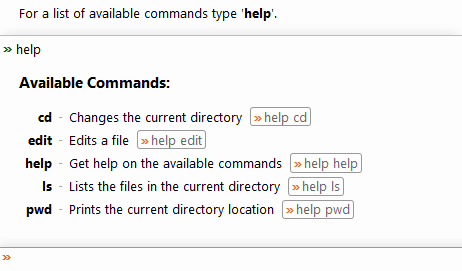 For a list of available commands type 'help'.
» help
Available Commands:
cd - Changes the current directory » help cd
edit - Edits a file » help edit
help - Get help on the available commands » help help
ls - Lists the files in the current directory » help ls
pwd - Prints the current directory location » help pwd
»